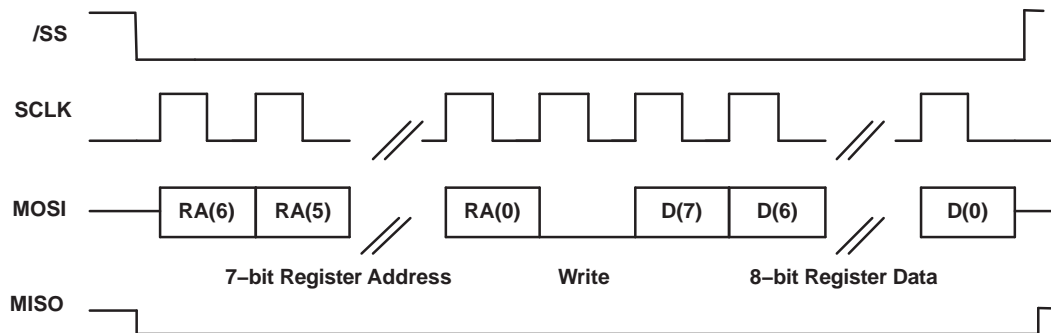 /SS
SCLK
MOSI RA(6) RA(5) RA(0) D(7) D(6) D(0)
7–bit Register Address Write 8–bit Register Data
MISO